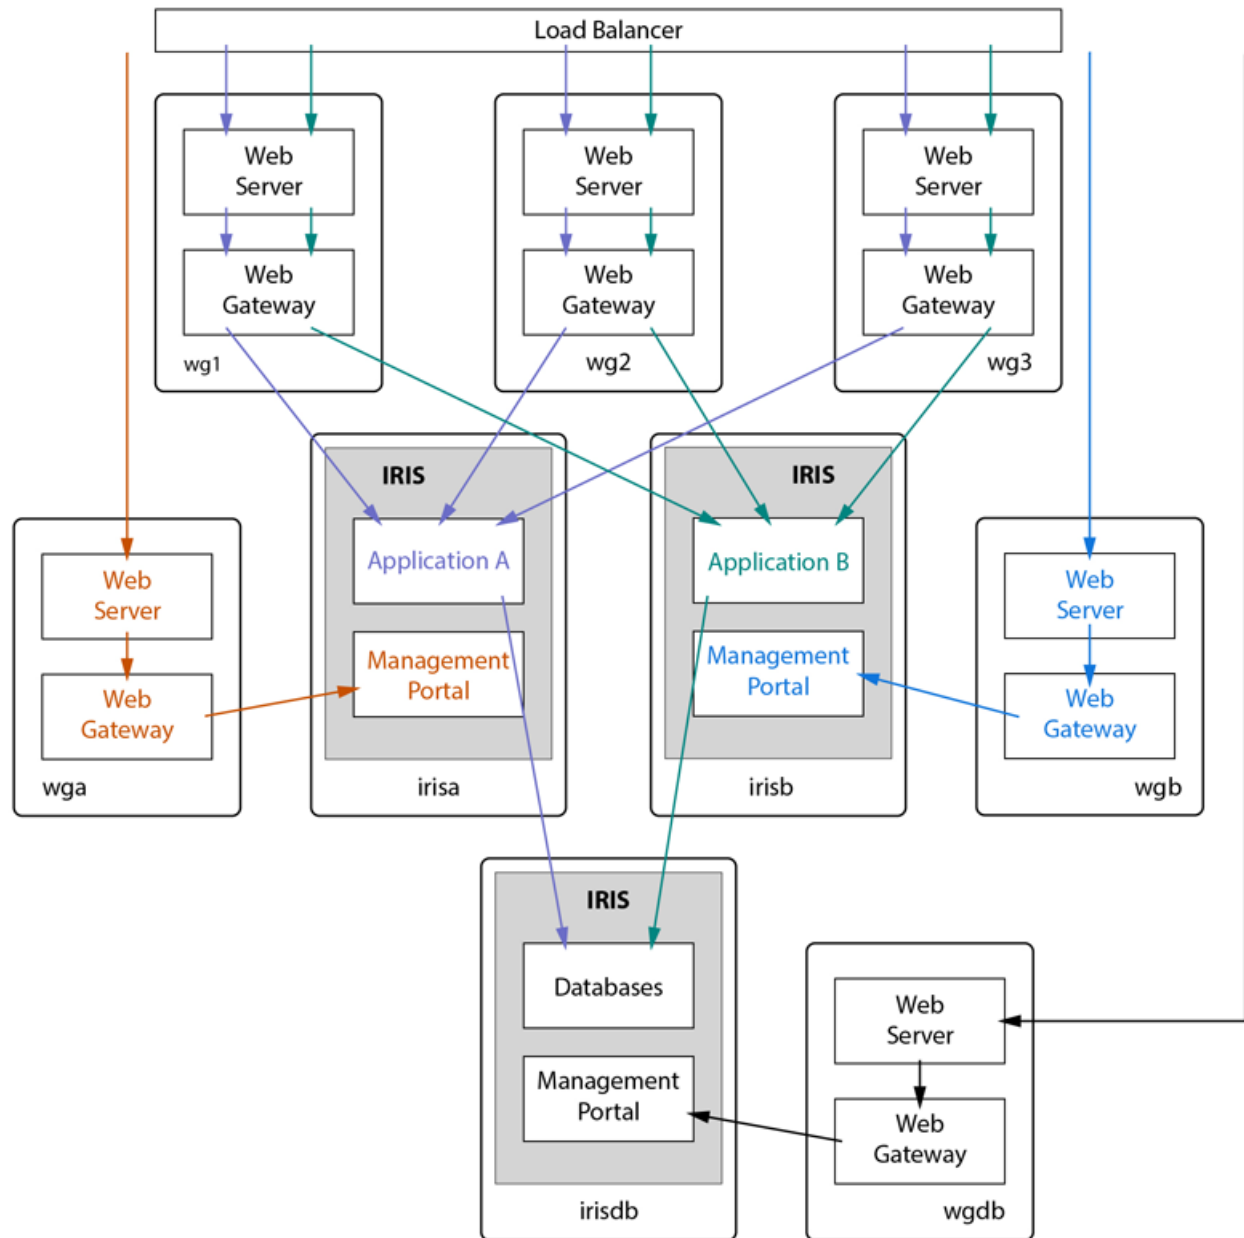 Load Balancer
Web
Server
Web
Gateway
wg1
Web
Server
Web
Gateway
wg2
Web
Server
Web
Gateway
wg3
Web
Server
Web
Gateway
wga
IRIS
Application A
Management
Portal
irisa
IRIS
Application B
Management
Portal
irisb
Web
Server
Web
Gateway
wgb
IRIS
Databases
Management
Portal
irisdb
Web
Server
Web
Gateway
wgdb